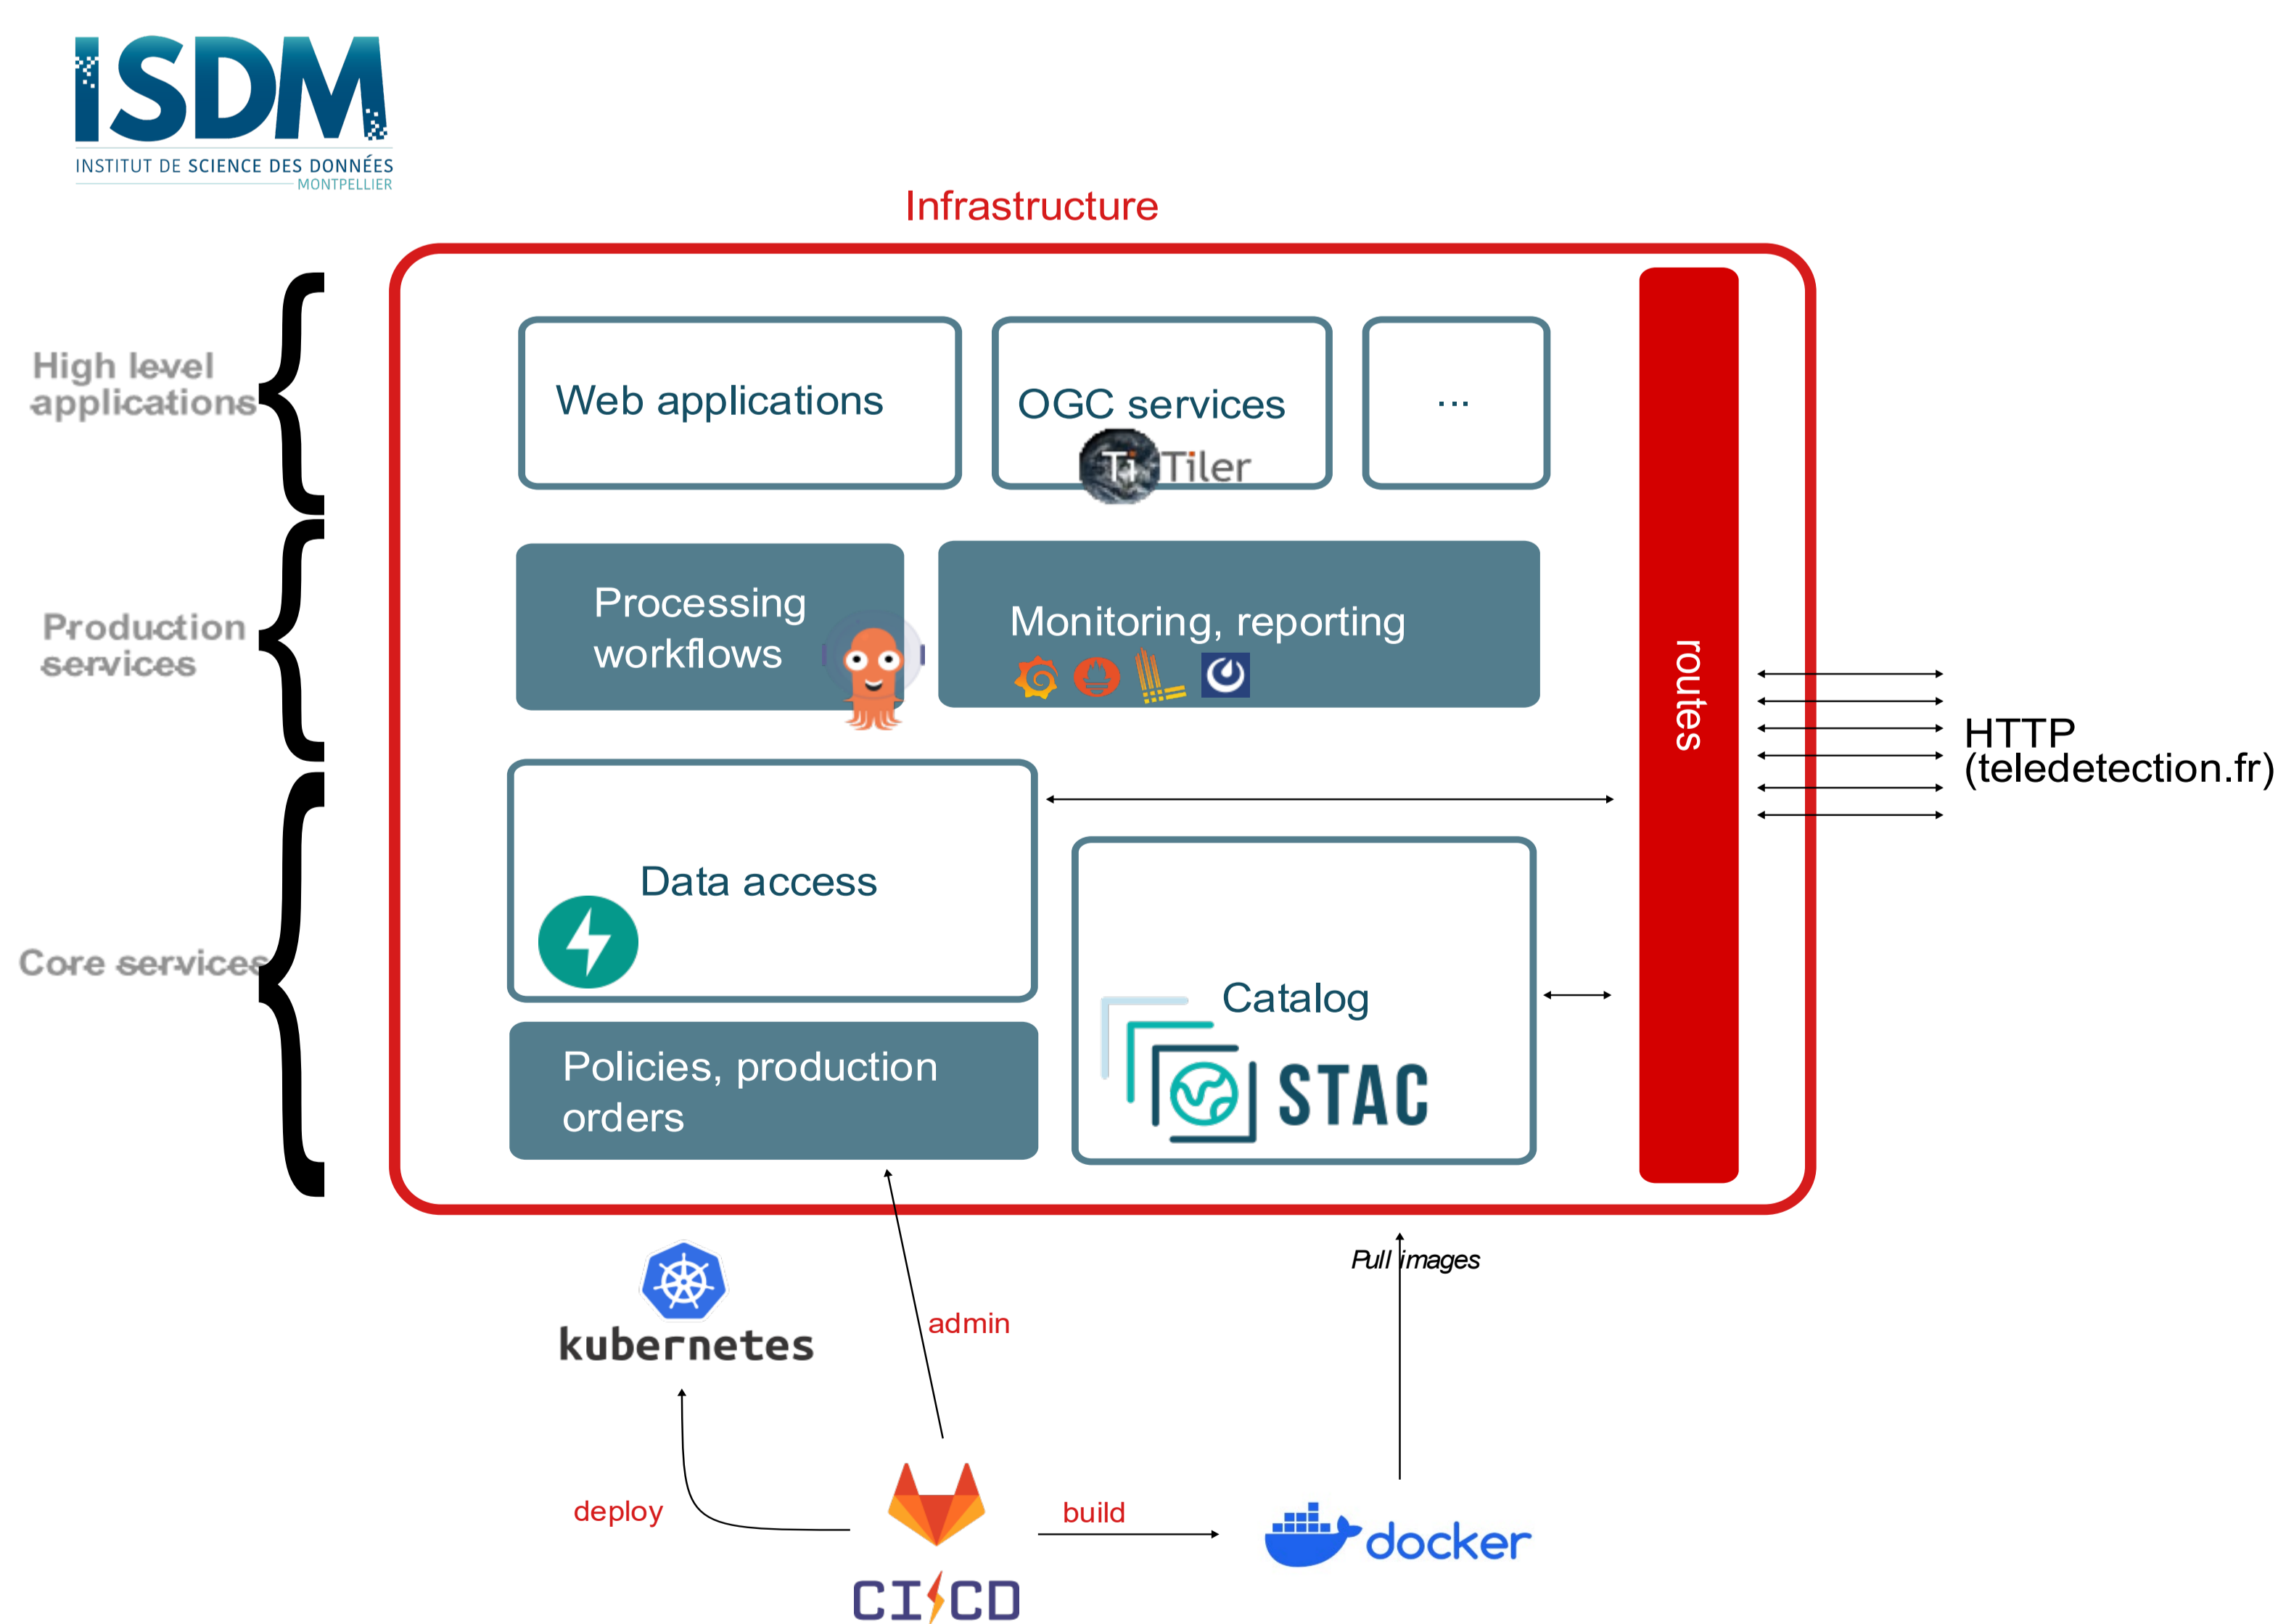 ISDM
INSTITUT DE SCIENCE DES DONNÉES
MONTPELLIER
Infrastructure
High level
applications
Web applications
OGC services
TiTiler
...
Production
services
Processing
workflows
Monitoring, reporting
routes
HTTP
(teledetection.fr)
Core services
Data access
Catalog
STAC
Policies, production
orders
kubernetes
admin
Pull images
deploy
build
docker
CI CD